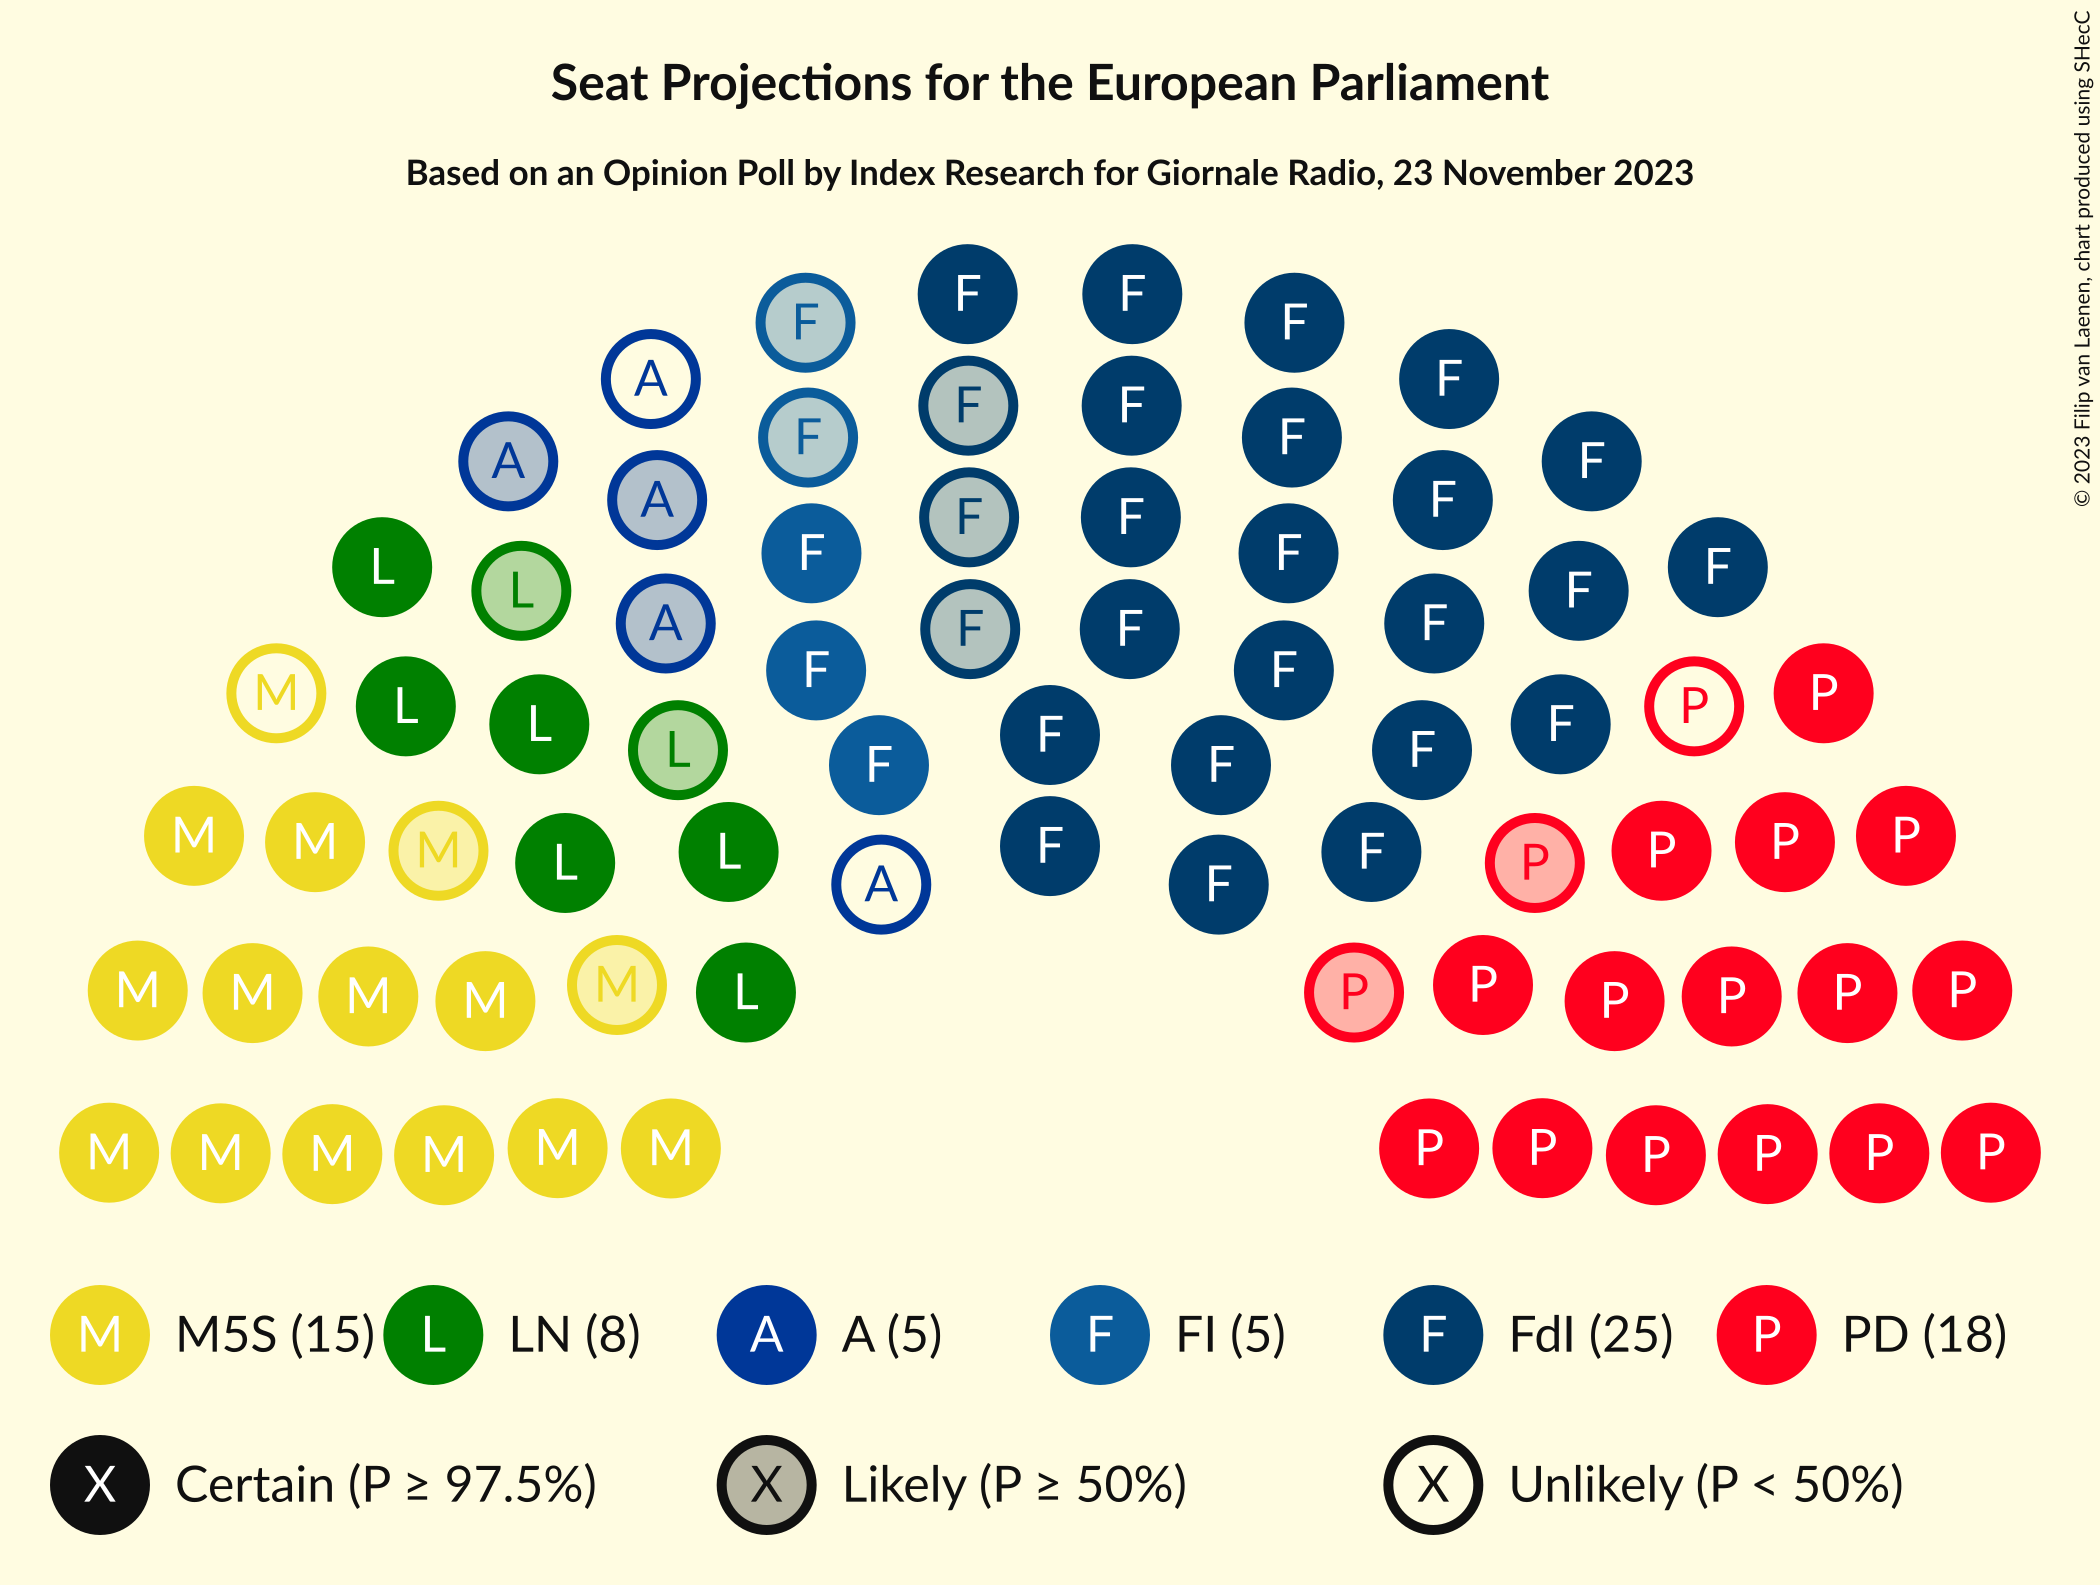 Seat Projections for the European Parliament
Based on an Opinion Poll by Index Research for Giornale Radio, 23 November 2023
© 2023 Filip van Laenen, chart produced using SHecC
F F
F F
A F
F F
F F
A A
A F
F F
F F
L F
L F
A F
F F
M P
L F
L F
L F
F F
F F
F
M P
M P
M P
L P
L F
A F
F
M P
M P
M P
M P
M P
L P
M M M M M M P P P P P P
M M5S (15) L LN (8) A A (5) F FI (5) F FdI (25) P PD (18)
X Certain (P ≥ 97.5%) X Likely (P ≥ 50%) X Unlikely (P < 50%)